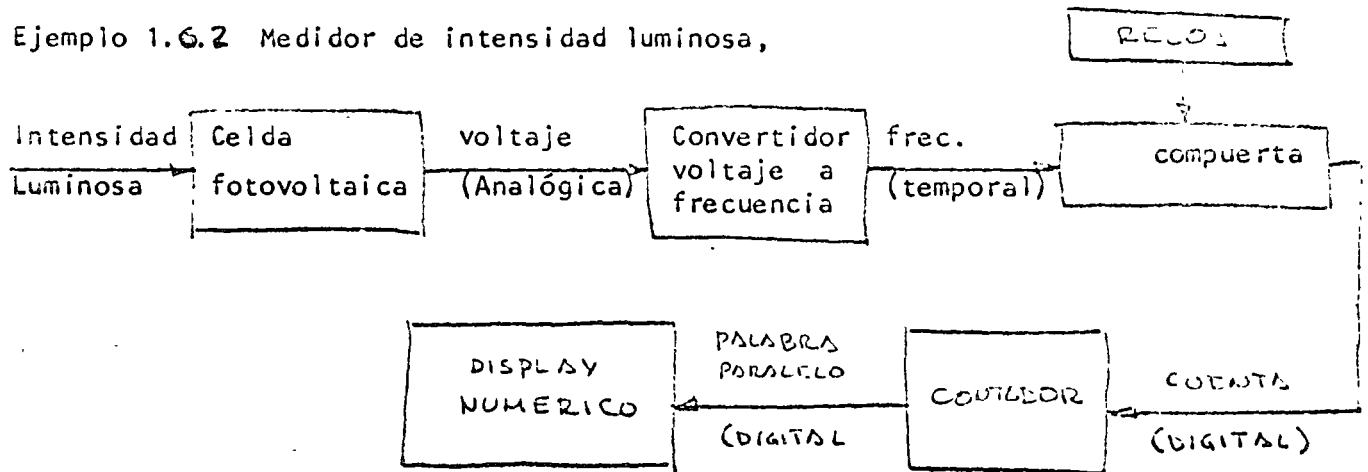 Ejemplo 1.6.2 Medidor de intensidad luminosa,
RELOJ
Intensidad
Luminosa
Celda
fotovoltaica
voltaje
(Analógica)
Convertidor
voltaje a
frecuencia
frec.
(temporal)
compuerta
DISPLAY
NUMERICO
PALABRA
PARALELO
(DIGITAL
CONTADOR
CUENTA
(DIGITAL)